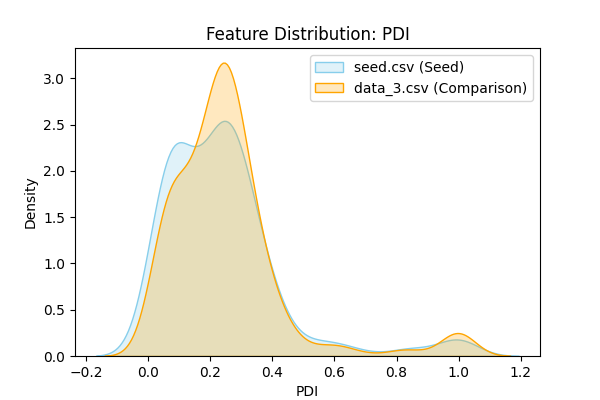 Feature Distribution: PDI
seed.csv (Seed)
data_3.csv (Comparison)
Density
3.0
2.5
2.0
1.5
1.0
0.5
0.0
−0.2 0.0 0.2 0.4 0.6 0.8 1.0 1.2
PDI